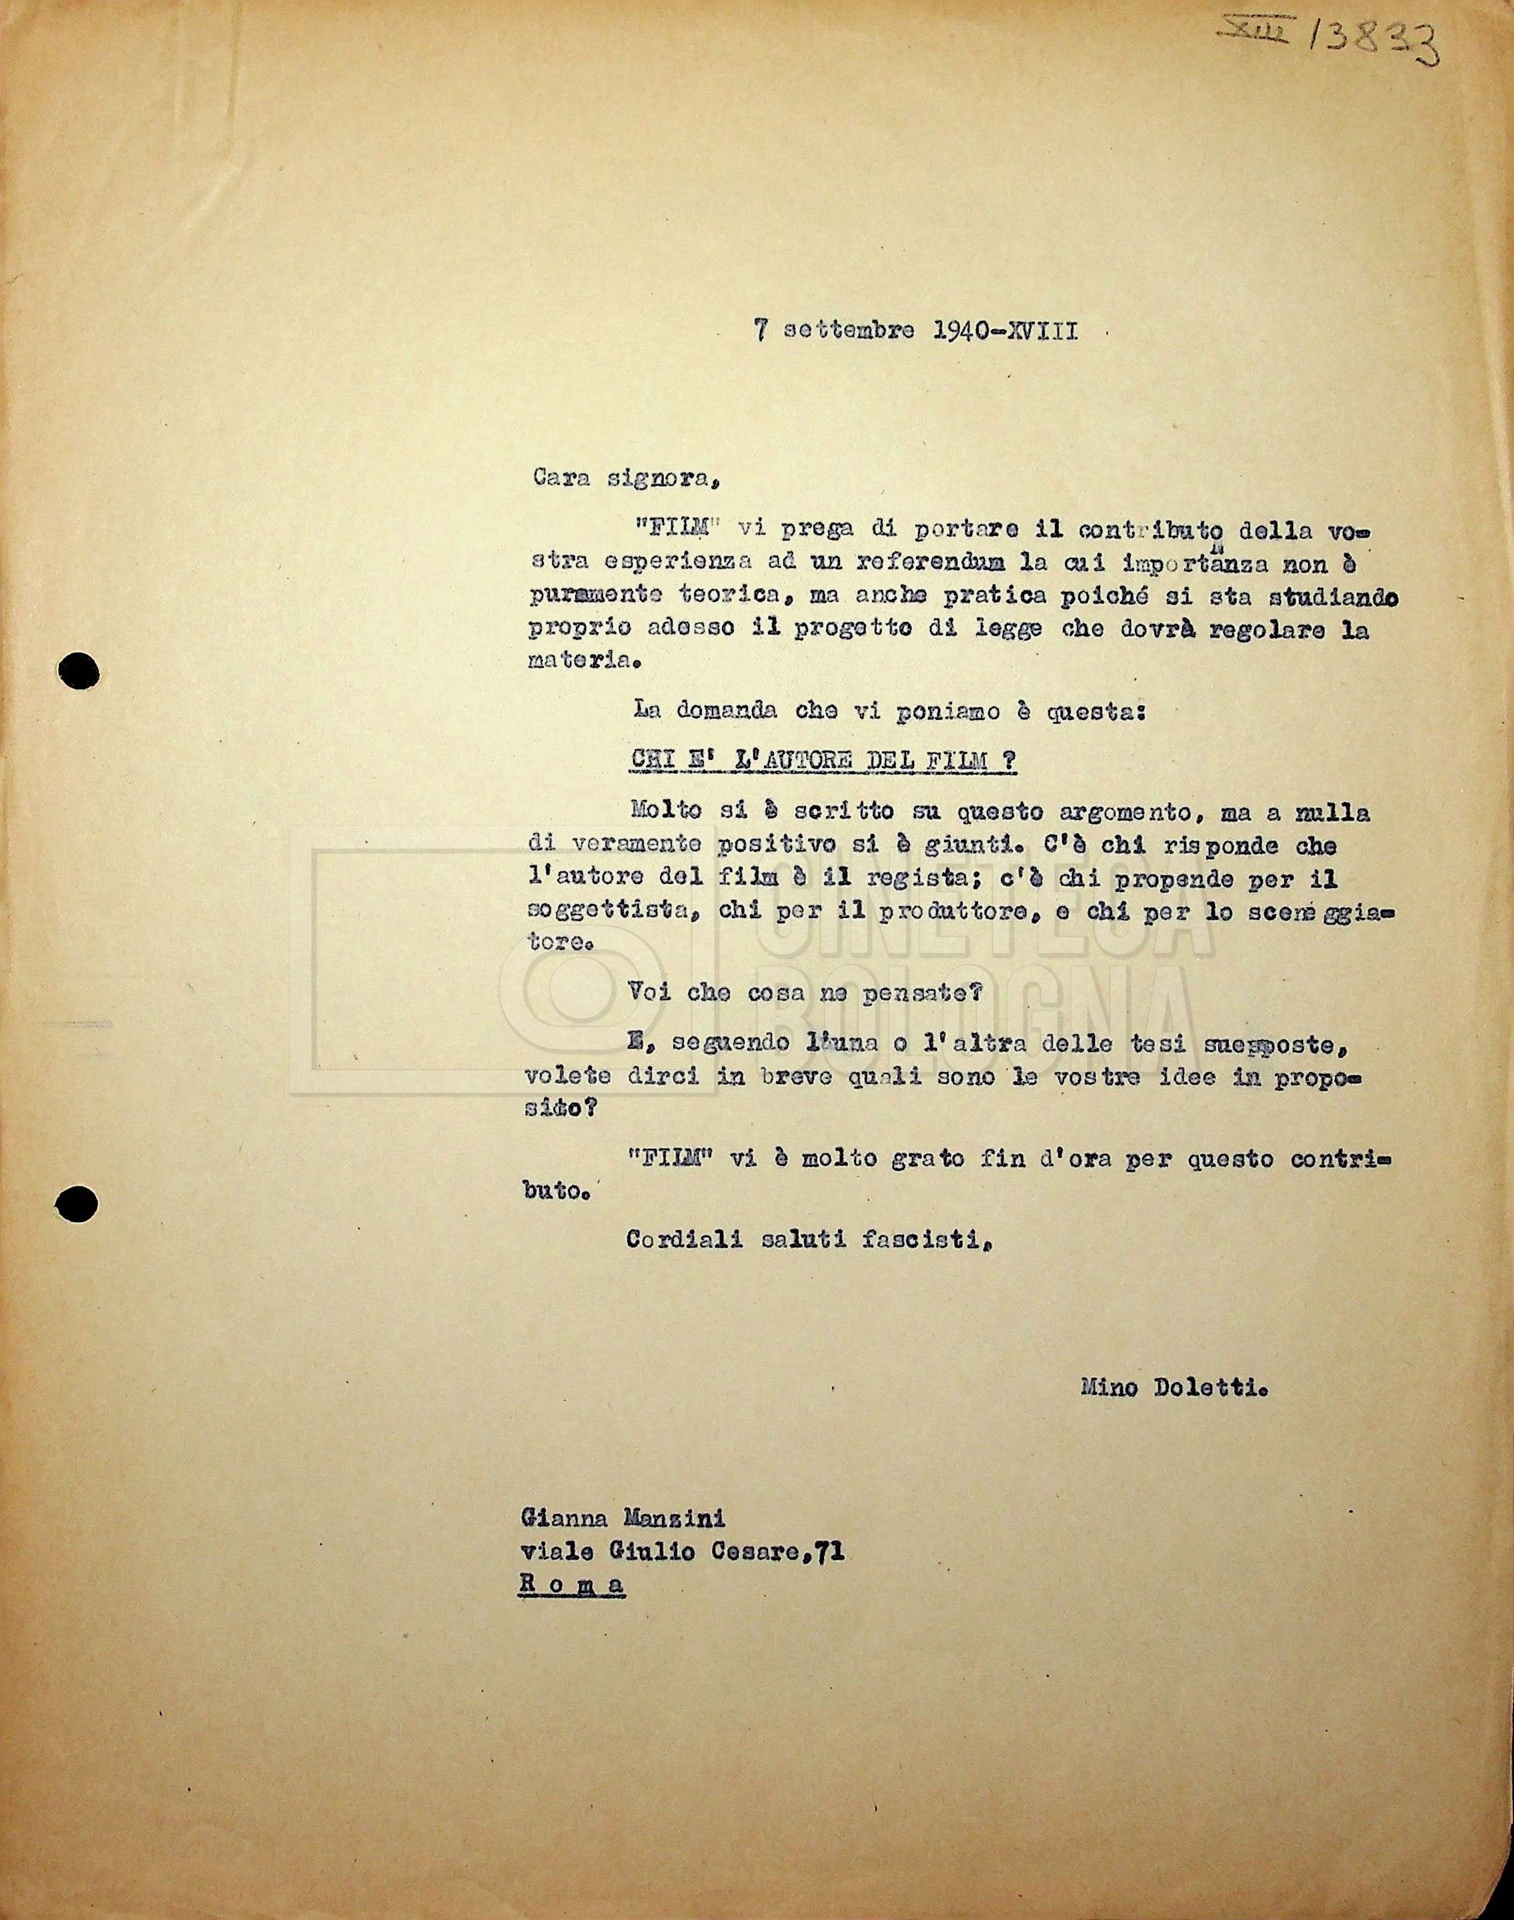 XIII 13833
7 settembre 1940-XVIII
Cara signora,
"FILM" vi prega di portare il contributo della vo-
stra esperienza ad un referendum la cui importanza non è
puramente teorica, ma anche pratica poiché si sta studiando
proprio adesso il progetto di legge che dovrà regolare la
materia.
La domanda che vi poniamo è questa:
CHI E' L'AUTORE DEL FILM ?
Molto si è scritto su questo argomento, ma a nulla
di veramente positivo si è giunti. C'è chi risponde che
l'autore del film è il regista; c'è chi propende per il
soggettista, chi per il produttore, e chi per lo sceneggia-
tore.
Voi che cosa ne pensate?
E, seguendo l'una o l'altra delle tesi suesposte,
volete dirci in breve quali sono le vostre idee in propo-
sito?
"FILM" vi è molto grato fin d'ora per questo contri-
buto.
Cordiali saluti fascisti,
Mino Doletti.
Gianna Manzini
viale Giulio Cesare,71
R o m a
CINETECA
BOLOGNA